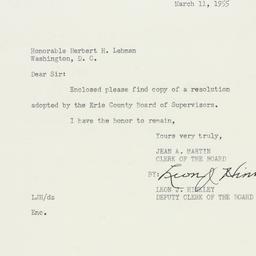 March 11, 1955
Honorable Herbert H. Lehman
Washington, D. C.
Dear Sir:
Enclosed please find copy of a resolution
adopted by the Erie County Board of Supervisors.
I have the honor to remain,
Yours very truly,
JEAN A. MARTIN
CLERK OF THE BOARD
BY:
LEON J. HINKLEY
LJH/ds DEPUTY CLERK OF THE BOARD
Enc.